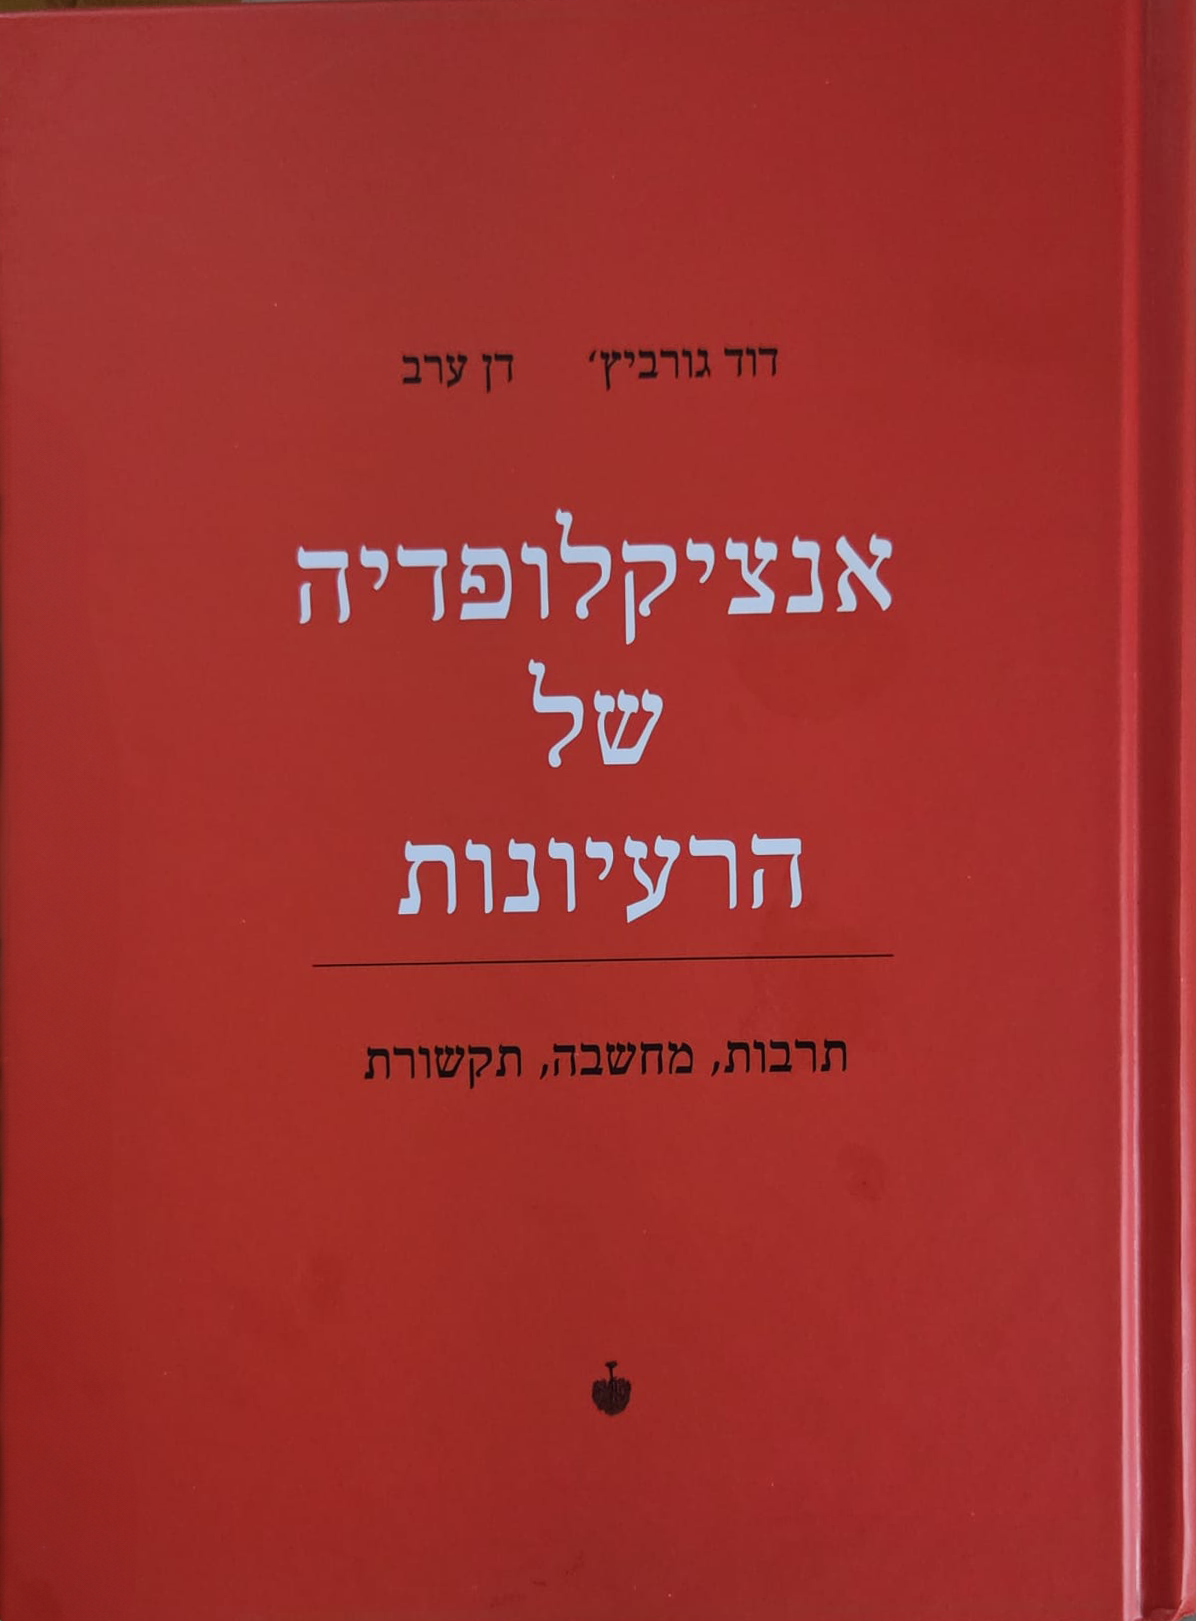 דוד גורביץ׳ דן ערב
אנציקלופדיה
של
הרעיונות
תרבות, מחשבה, תקשורת